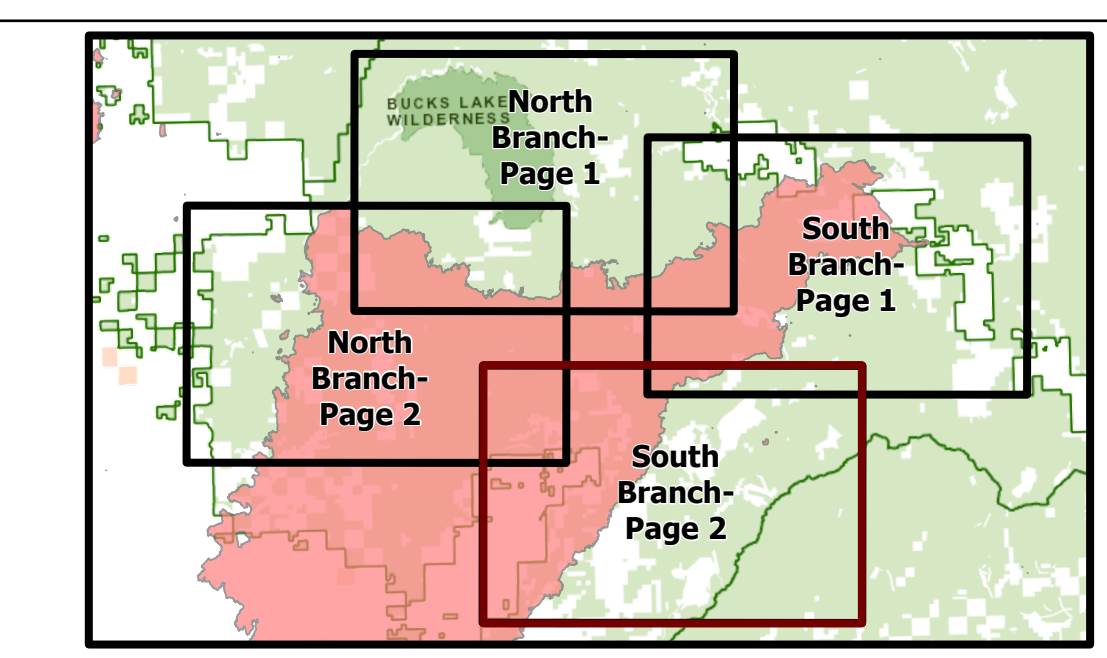 BUCKS LAKE
WILDERNESS
North
Branch-
Page 1
South
Branch-
Page 1
North
Branch-
Page 2
South
Branch-
Page 2